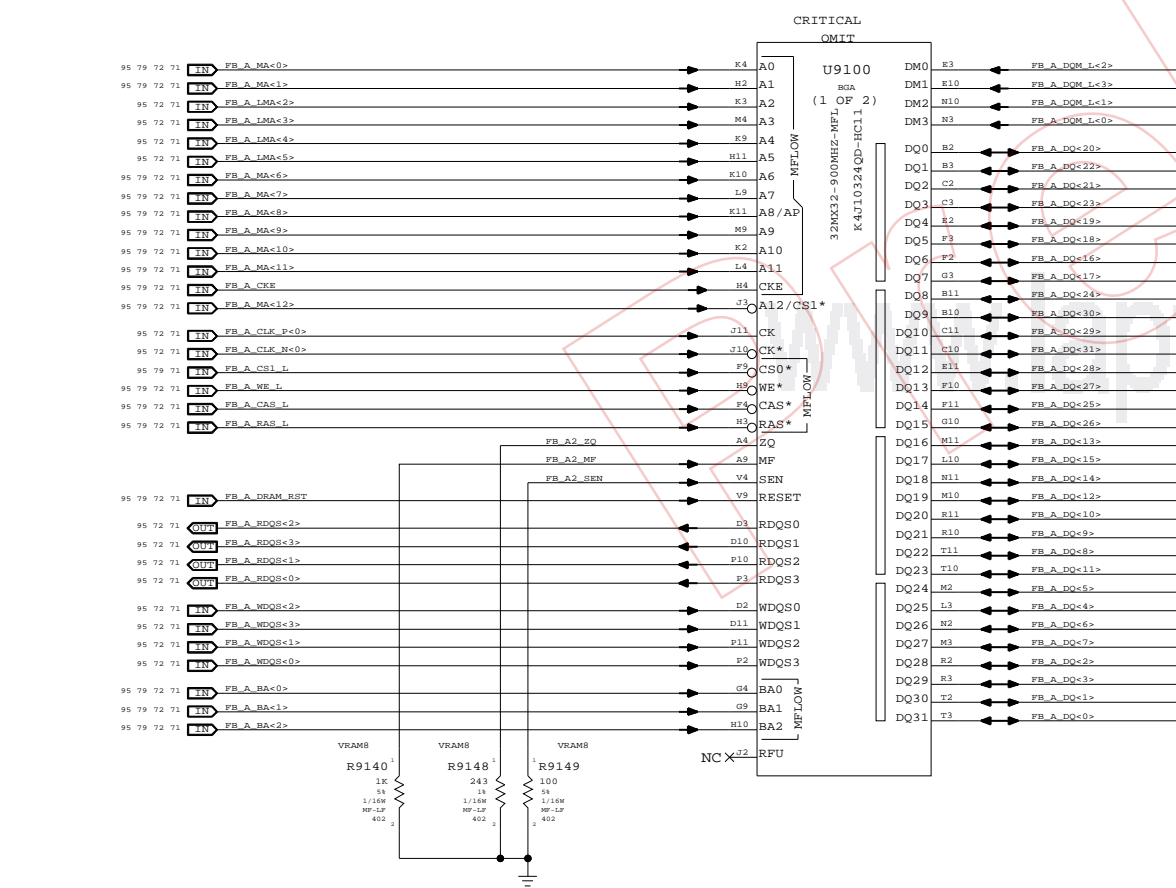 CRITICAL
OMIT
U9100
BGA
(1 OF 2)
32MX32-900MHZ-MFL
K4J10324QD-HC11
MFLOW
MFLOW
MFLOW
95 79 72 71 IN FB_A_MA<0> K4 A0
95 79 72 71 IN FB_A_MA<1> H2 A1
95 72 71 IN FB_A_LMA<2> K3 A2
95 72 71 IN FB_A_LMA<3> M4 A3
95 72 71 IN FB_A_LMA<4> K9 A4
95 72 71 IN FB_A_LMA<5> H11 A5
95 79 72 71 IN FB_A_MA<6> K10 A6
95 79 72 71 IN FB_A_MA<7> L9 A7
95 79 72 71 IN FB_A_MA<8> K11 A8/AP
95 79 72 71 IN FB_A_MA<9> M9 A9
95 79 72 71 IN FB_A_MA<10> K2 A10
95 79 72 71 IN FB_A_MA<11> L4 A11
95 79 72 71 IN FB_A_CKE H4 CKE
95 79 72 71 IN FB_A_MA<12> J3 A12/CS1*
95 72 71 IN FB_A_CLK_P<0> J11 CK
95 72 71 IN FB_A_CLK_N<0> J10 CK*
95 79 71 IN FB_A_CS1_L F9 CS0*
95 79 72 71 IN FB_A_WE_L H9 WE*
95 79 72 71 IN FB_A_CAS_L F4 CAS*
95 79 72 71 IN FB_A_RAS_L H3 RAS*
FB_A2_ZQ A4 ZQ
FB_A2_MF A9 MF
FB_A2_SEN V4 SEN
95 79 72 71 IN FB_A_DRAM_RST V9 RESET
95 72 71 OUT FB_A_RDQS<2> D3 RDQS0
95 72 71 OUT FB_A_RDQS<3> D10 RDQS1
95 72 71 OUT FB_A_RDQS<1> P10 RDQS2
95 72 71 OUT FB_A_RDQS<0> P3 RDQS3
95 72 71 IN FB_A_WDQS<2> D2 WDQS0
95 72 71 IN FB_A_WDQS<3> D11 WDQS1
95 72 71 IN FB_A_WDQS<1> P11 WDQS2
95 72 71 IN FB_A_WDQS<0> P2 WDQS3
95 79 72 71 IN FB_A_BA<0> G4 BA0
95 79 72 71 IN FB_A_BA<1> G9 BA1
95 79 72 71 IN FB_A_BA<2> H10 BA2
NC J2 RFU
DM0 E3 FB_A_DQM_L<2>
DM1 E10 FB_A_DQM_L<3>
DM2 N10 FB_A_DQM_L<1>
DM3 N3 FB_A_DQM_L<0>
DQ0 B2 FB_A_DQ<20>
DQ1 B3 FB_A_DQ<22>
DQ2 C2 FB_A_DQ<21>
DQ3 C3 FB_A_DQ<23>
DQ4 E2 FB_A_DQ<19>
DQ5 F3 FB_A_DQ<18>
DQ6 F2 FB_A_DQ<16>
DQ7 G3 FB_A_DQ<17>
DQ8 B11 FB_A_DQ<24>
DQ9 B10 FB_A_DQ<30>
DQ10 C11 FB_A_DQ<29>
DQ11 C10 FB_A_DQ<31>
DQ12 E11 FB_A_DQ<28>
DQ13 F10 FB_A_DQ<27>
DQ14 F11 FB_A_DQ<25>
DQ15 G10 FB_A_DQ<26>
DQ16 M11 FB_A_DQ<13>
DQ17 L10 FB_A_DQ<15>
DQ18 N11 FB_A_DQ<14>
DQ19 M10 FB_A_DQ<12>
DQ20 R11 FB_A_DQ<10>
DQ21 R10 FB_A_DQ<9>
DQ22 T11 FB_A_DQ<8>
DQ23 T10 FB_A_DQ<11>
DQ24 M2 FB_A_DQ<5>
DQ25 L3 FB_A_DQ<4>
DQ26 N2 FB_A_DQ<6>
DQ27 M3 FB_A_DQ<7>
DQ28 R2 FB_A_DQ<2>
DQ29 R3 FB_A_DQ<3>
DQ30 T2 FB_A_DQ<1>
DQ31 T3 FB_A_DQ<0>
VRAM8 VRAM8 VRAM8
R9140 1 R9148 1 1 R9149
1K 243 100
5% 1% 5%
1/16W 1/16W 1/16W
MF-LF MF-LF MF-LF
402 402 402
2 2 2
www.lap
Pre